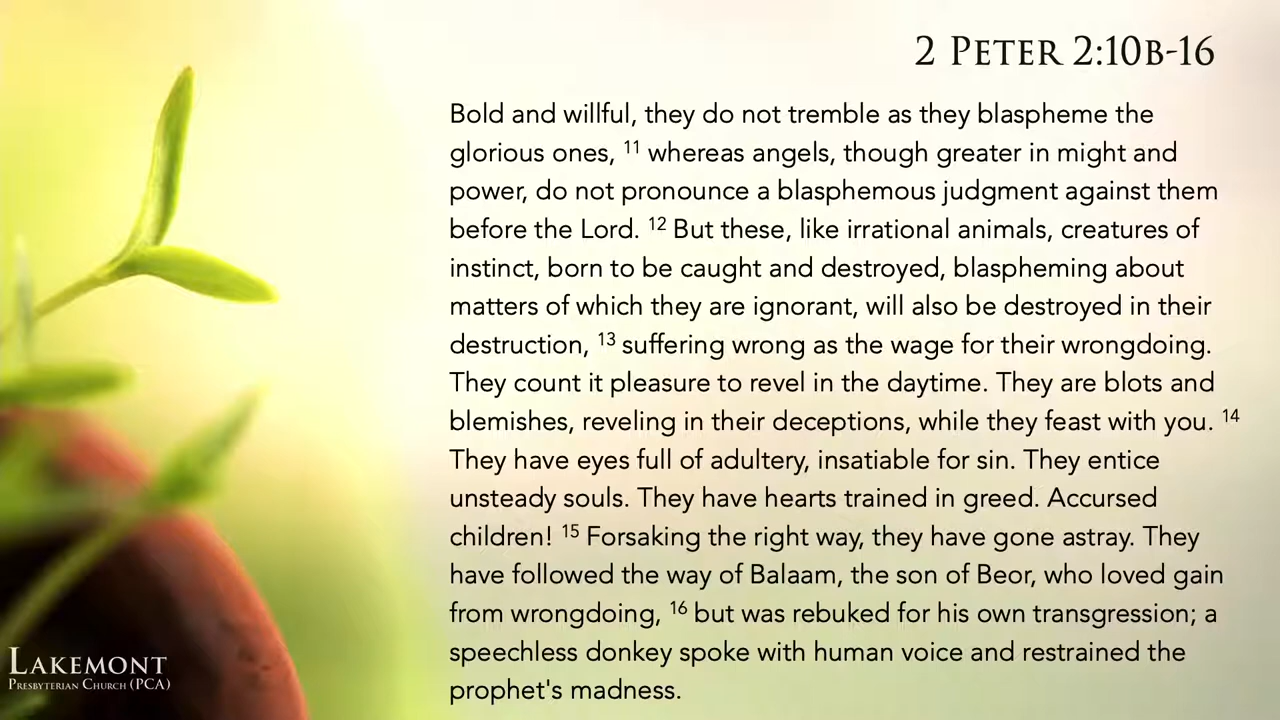 2 Peter 2:10b-16
Bold and willful, they do not tremble as they blaspheme the
glorious ones, 11 whereas angels, though greater in might and
power, do not pronounce a blasphemous judgment against them
before the Lord. 12 But these, like irrational animals, creatures of
instinct, born to be caught and destroyed, blaspheming about
matters of which they are ignorant, will also be destroyed in their
destruction, 13 suffering wrong as the wage for their wrongdoing.
They count it pleasure to revel in the daytime. They are blots and
blemishes, reveling in their deceptions, while they feast with you. 14
They have eyes full of adultery, insatiable for sin. They entice
unsteady souls. They have hearts trained in greed. Accursed
children! 15 Forsaking the right way, they have gone astray. They
have followed the way of Balaam, the son of Beor, who loved gain
from wrongdoing, 16 but was rebuked for his own transgression; a
speechless donkey spoke with human voice and restrained the
prophet's madness.
Lakemont
Presbyterian Church (PCA)